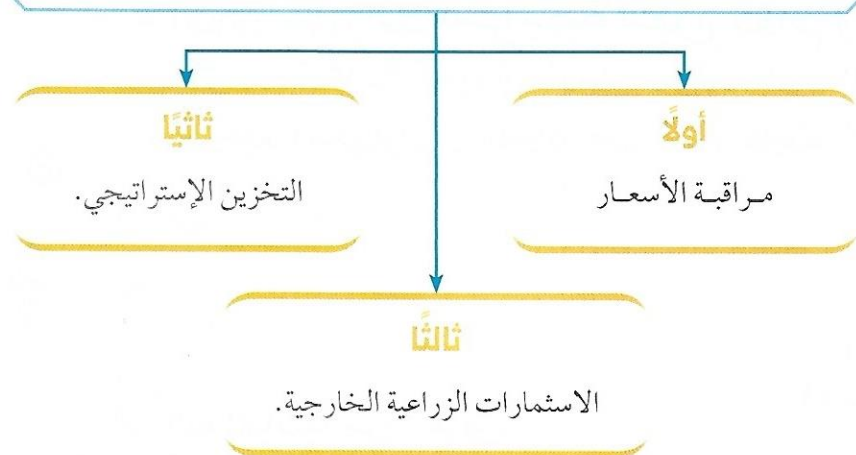 أولًا
مراقبة الأسعار
ثانيًا
التخزين الإستراتيجي.
ثالثًا
الاستثمارات الزراعية الخارجية.